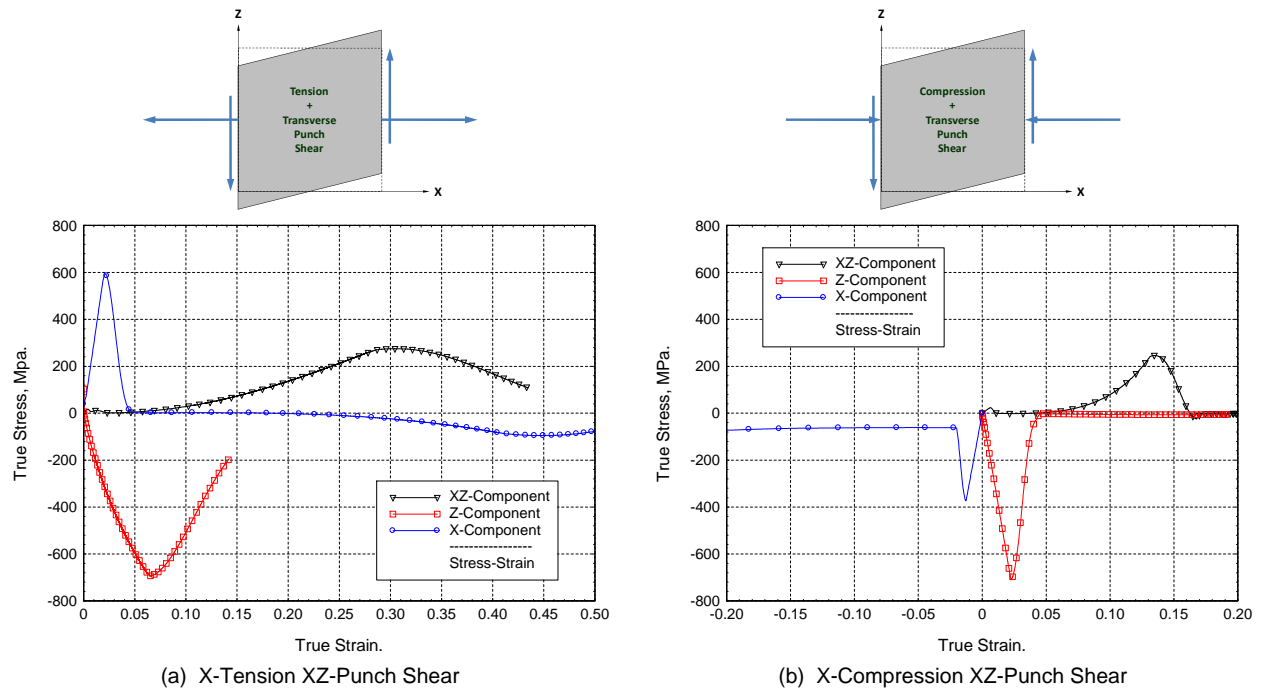 Z
Tension
+
Transverse
Punch
Shear
X
800
600
400
200
0
-200
-400
-600
-800
True Stress, Mpa.
XZ-Component
Z-Component
X-Component
----------------
Stress-Strain
0 0.05 0.10 0.15 0.20 0.25 0.30 0.35 0.40 0.45 0.50
True Strain.
(a) X-Tension XZ-Punch Shear
Z
Compression
+
Transverse
Punch
Shear
X
800
600
400
200
0
-200
-400
-600
-800
True Stress, MPa.
XZ-Component
Z-Component
X-Component
----------------
Stress-Strain
-0.20 -0.15 -0.10 -0.05 0 0.05 0.10 0.15 0.20
True Strain.
(b) X-Compression XZ-Punch Shear